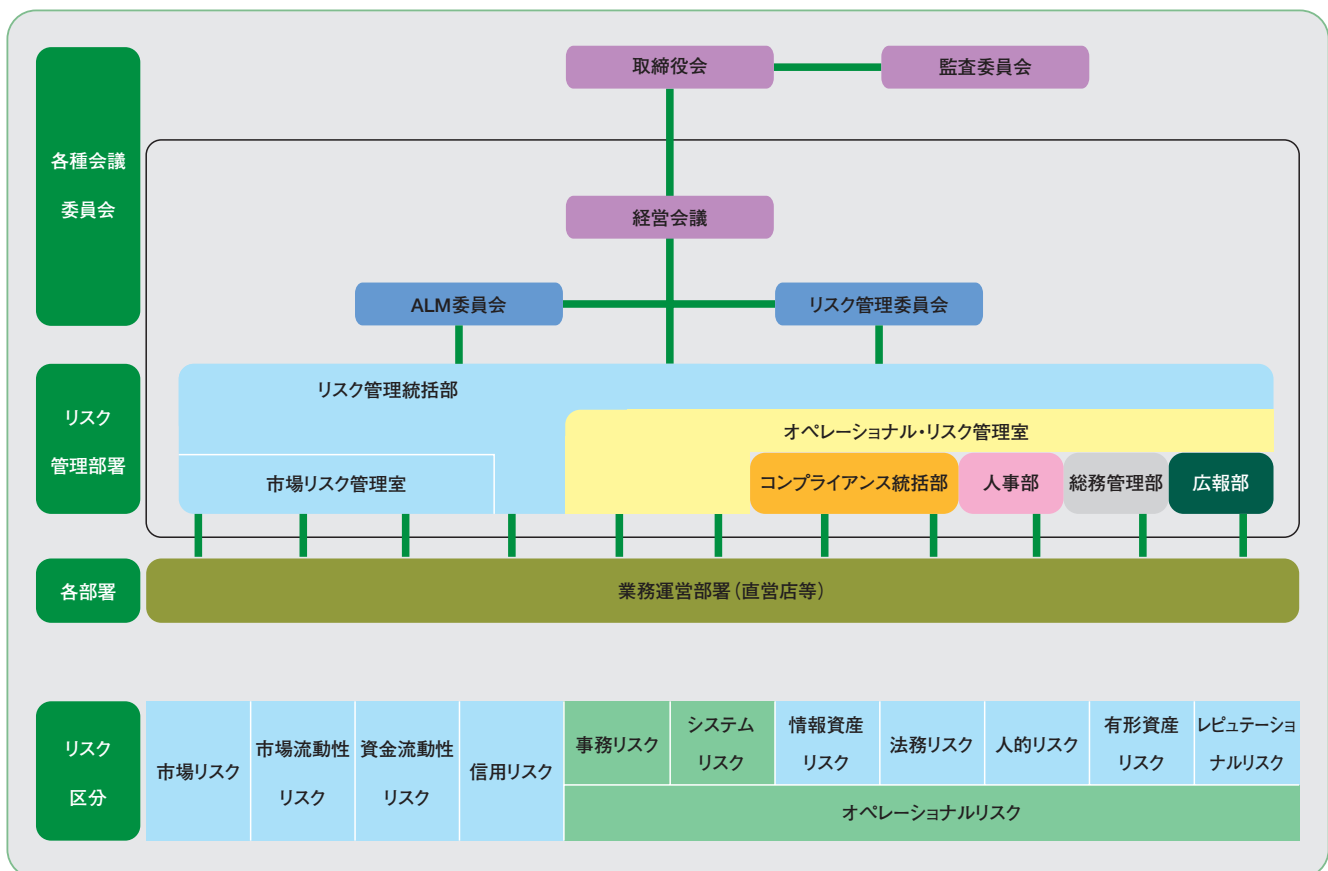 取締役会
監査委員会
各種会議
委員会
経営会議
ALM委員会
リスク管理委員会
リスク
管理部署
リスク管理統括部
オペレーショナル・リスク管理室
市場リスク管理室
コンプライアンス統括部
人事部
総務管理部
広報部
各部署
業務運営部署(直営店等)
リスク
区分
市場リスク
市場流動性
リスク
資金流動性
リスク
信用リスク
事務リスク
システム
リスク
情報資産
リスク
法務リスク
人的リスク
有形資産
リスク
レピュテーショ
ナルリスク
オペレーショナルリスク